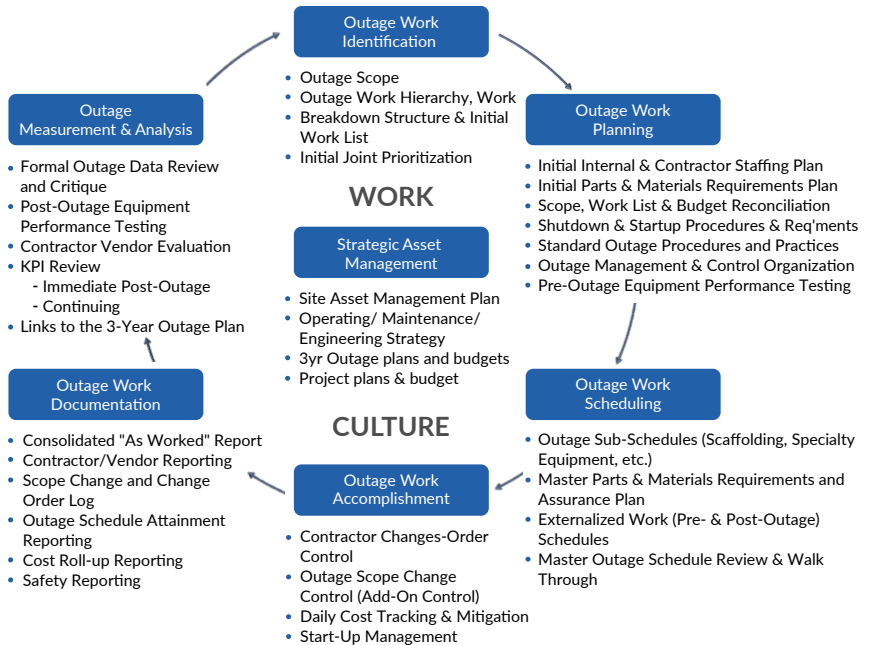 Outage Work
Identification
• Outage Scope
• Outage Work Hierarchy, Work
• Breakdown Structure & Initial
Work List
• Initial Joint Prioritization
Outage Work
Planning
• Initial Internal & Contractor Staffing Plan
• Initial Parts & Materials Requirements Plan
• Scope, Work List & Budget Reconciliation
• Shutdown & Startup Procedures & Req'ments
• Standard Outage Procedures and Practices
• Outage Management & Control Organization
• Pre-Outage Equipment Performance Testing
Outage Work
Scheduling
• Outage Sub-Schedules (Scaffolding, Specialty
Equipment, etc.)
• Master Parts & Materials Requirements and
Assurance Plan
• Externalized Work (Pre- & Post-Outage)
Schedules
• Master Outage Schedule Review & Walk
Through
Outage Work
Accomplishment
• Contractor Changes-Order
Control
• Outage Scope Change
Control (Add-On Control)
• Daily Cost Tracking & Mitigation
• Start-Up Management
Outage Work
Documentation
• Consolidated "As Worked" Report
• Contractor/Vendor Reporting
• Scope Change and Change
Order Log
• Outage Schedule Attainment
Reporting
• Cost Roll-up Reporting
• Safety Reporting
Outage
Measurement & Analysis
• Formal Outage Data Review
and Critique
• Post-Outage Equipment
Performance Testing
• Contractor Vendor Evaluation
• KPI Review
- Immediate Post-Outage
- Continuing
• Links to the 3-Year Outage Plan
WORK
Strategic Asset
Management
• Site Asset Management Plan
• Operating/ Maintenance/
Engineering Strategy
• 3yr Outage plans and budgets
• Project plans & budget
CULTURE